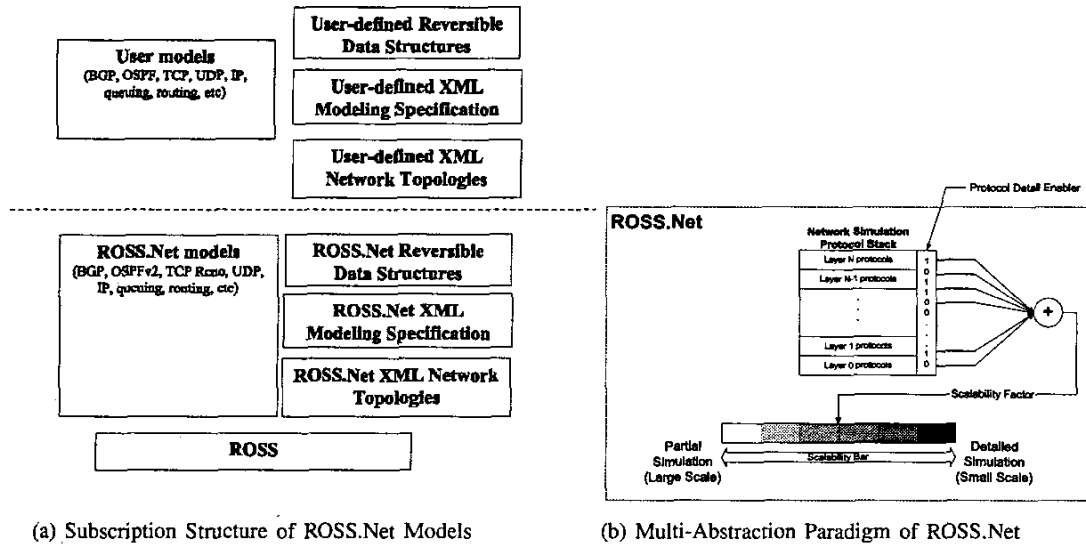 User models
(BGP, OSPF, TCP, UDP, IP,
queuing, routing, etc)
User-defined Reversible
Data Structures
User-defined XML
Modeling Specification
User-defined XML
Network Topologies
ROSS.Net models
(BGP, OSPFv2, TCP Reno, UDP,
IP, queuing, routing, etc)
ROSS.Net Reversible
Data Structures
ROSS.Net XML
Modeling Specification
ROSS.Net XML Network
Topologies
ROSS
(a) Subscription Structure of ROSS.Net Models
Protocol Detail Enabler
ROSS.Net
Network Simulation
Protocol Stack
Layer N protocols
Layer N-1 protocols
Layer 1 protocols
Layer 0 protocols
1
0
1
1
0
0
.
.
1
0
+
Scalability Factor
Partial
Simulation
(Large Scale)
Scalability Bar
Detailed
Simulation
(Small Scale)
(b) Multi-Abstraction Paradigm of ROSS.Net